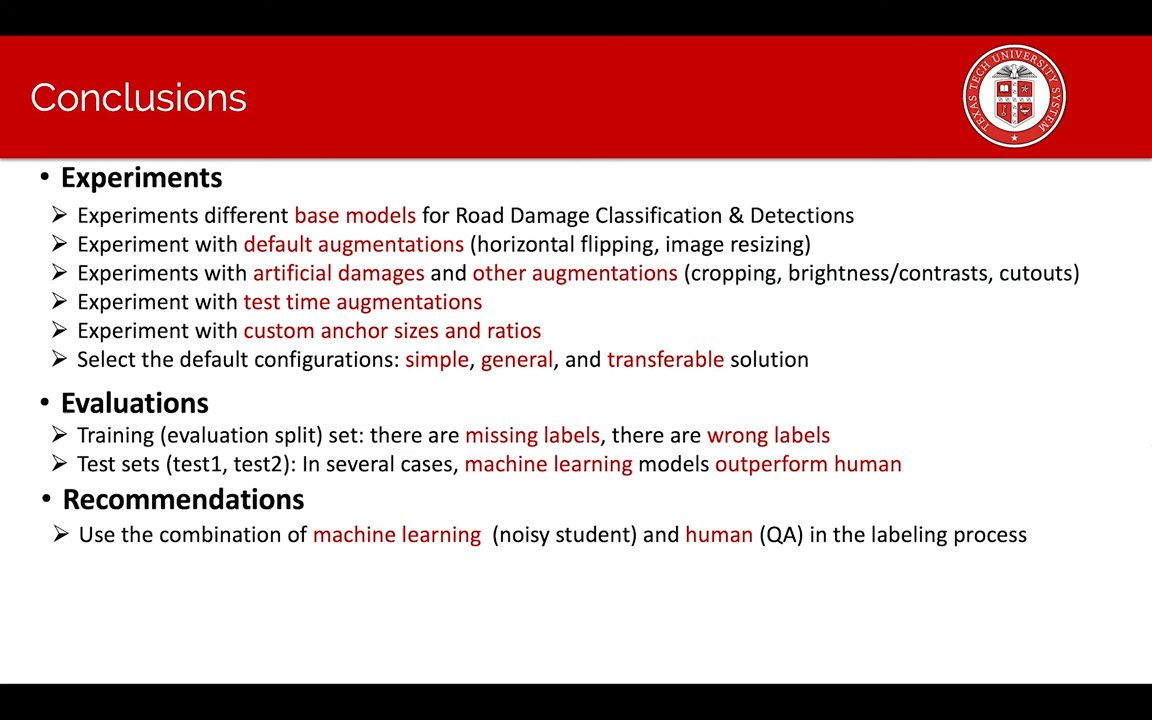 Conclusions
TEXAS TECH UNIVERSITY SYSTEM
• Experiments
➢ Experiments different base models for Road Damage Classification & Detections
➢ Experiment with default augmentations (horizontal flipping, image resizing)
➢ Experiments with artificial damages and other augmentations (cropping, brightness/contrasts, cutouts)
➢ Experiment with test time augmentations
➢ Experiment with custom anchor sizes and ratios
➢ Select the default configurations: simple, general, and transferable solution
• Evaluations
➢ Training (evaluation split) set: there are missing labels, there are wrong labels
➢ Test sets (test1, test2): In several cases, machine learning models outperform human
• Recommendations
➢ Use the combination of machine learning (noisy student) and human (QA) in the labeling process